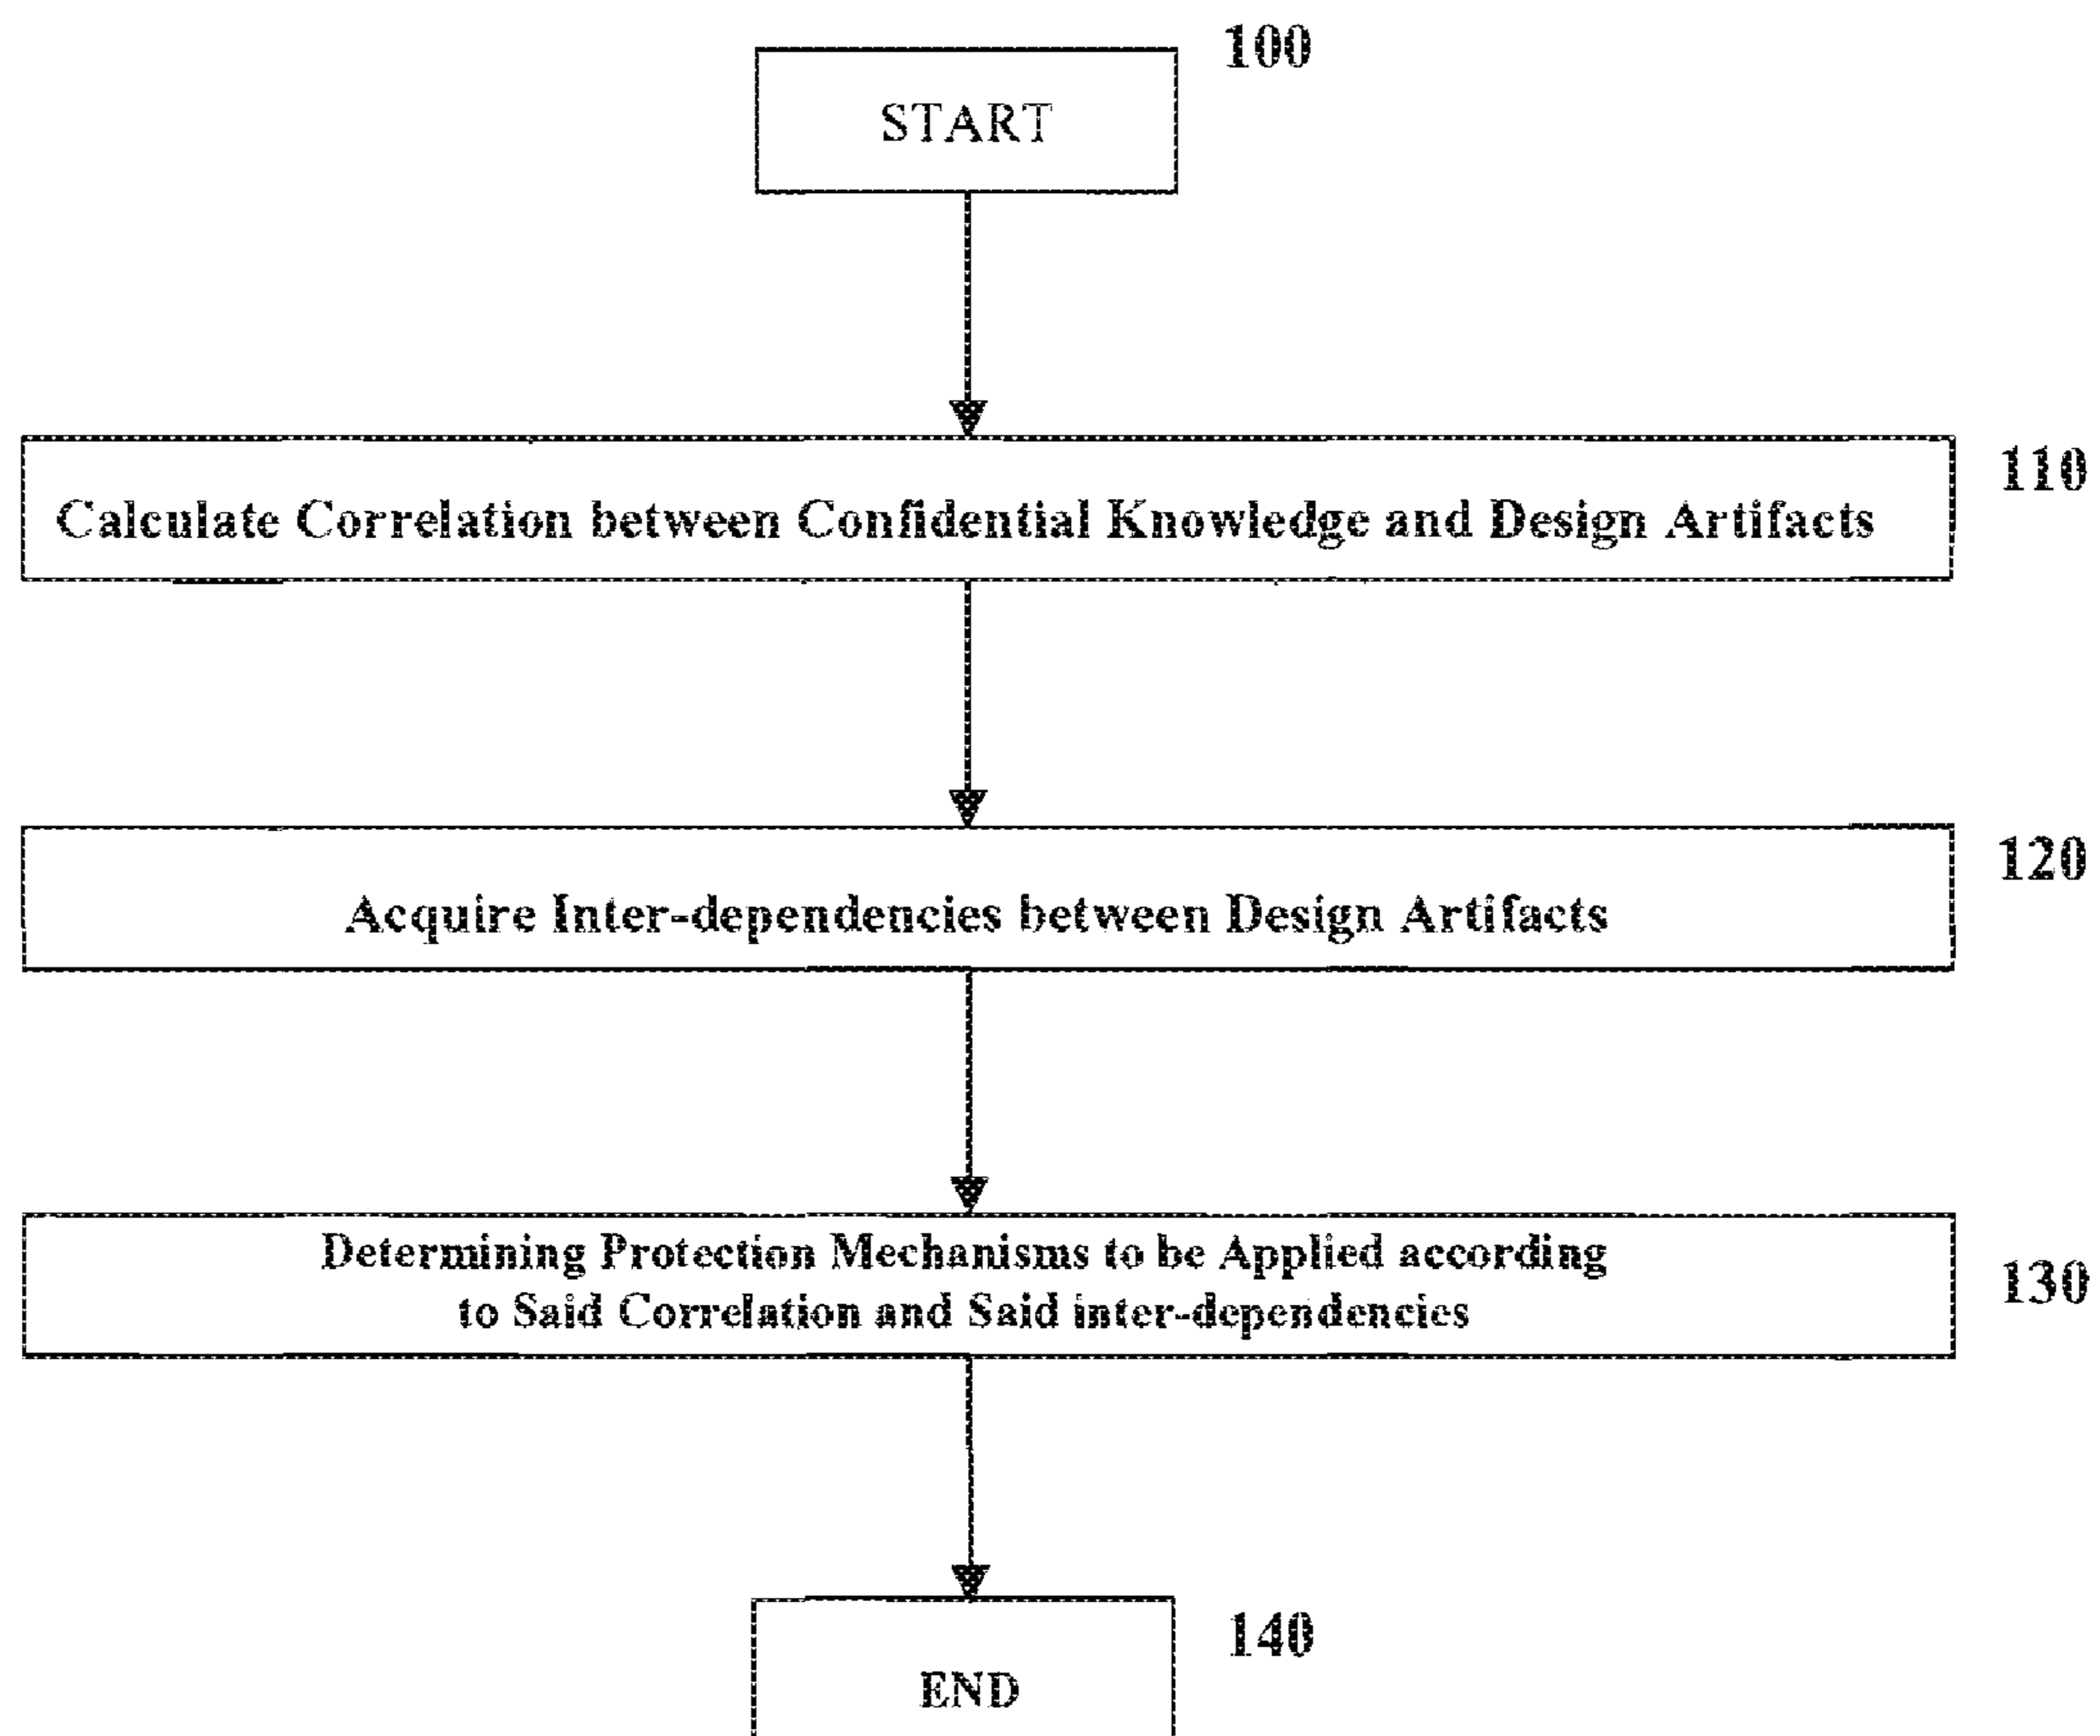 100
START
110
Calculate Correlation between Confidential Knowledge and Design Artifacts
120
Acquire Inter-dependencies between Design Artifacts
Determining Protection Mechanisms to be Applied according
130
to Said Correlation and Said inter-dependencies
140
END